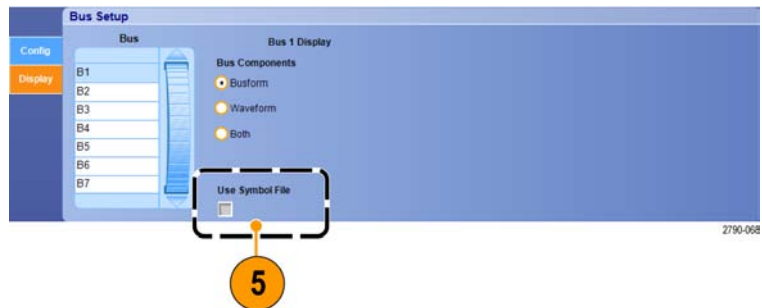 Bus Setup
Config
Display
Bus
B1
B2
B3
B4
B5
B6
B7
Bus 1 Display
Bus Components
Busform
Waveform
Both
Use Symbol File
5
2790-068